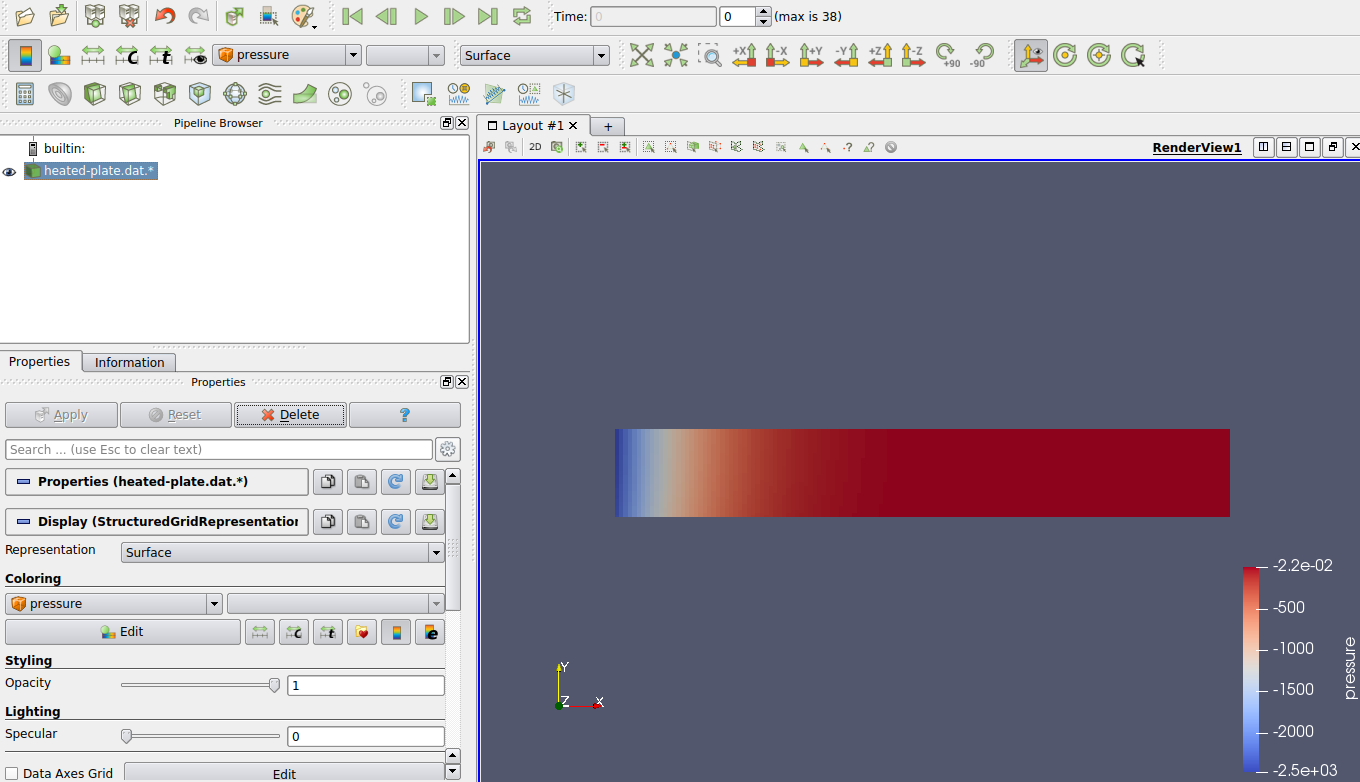 Time: 0 0 (max is 38)
pressure Surface +X -X +Y -Y +Z -Z +90 -90
Pipeline Browser
builtin:
heated-plate.dat.*
Properties Information
Properties
Apply Reset Delete ?
Search ... (use Esc to clear text)
Properties (heated-plate.dat.*)
Display (StructuredGridRepresentation
Representation Surface
Coloring
pressure
Edit
Styling
Opacity 1
Lighting
Specular 0
Data Axes Grid Edit
Layout #1 +
2D RenderView1
-2.2e-02
-500
-1000
-1500
-2000
-2.5e+03
pressure
Y
Z X